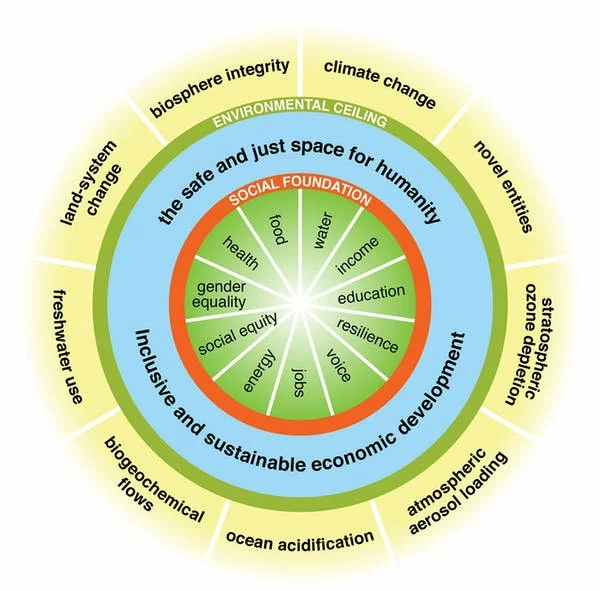 climate change
novel entities
stratospheric
ozone depletion
atmospheric
aerosol loading
ocean acidification
biogeochemical
flows
freshwater use
land-system
change
biosphere integrity
ENVIRONMENTAL CEILING
the safe and just space for humanity
Inclusive and sustainable economic development
SOCIAL FOUNDATION
water
income
education
resilience
voice
jobs
energy
social equity
gender
equality
health
food